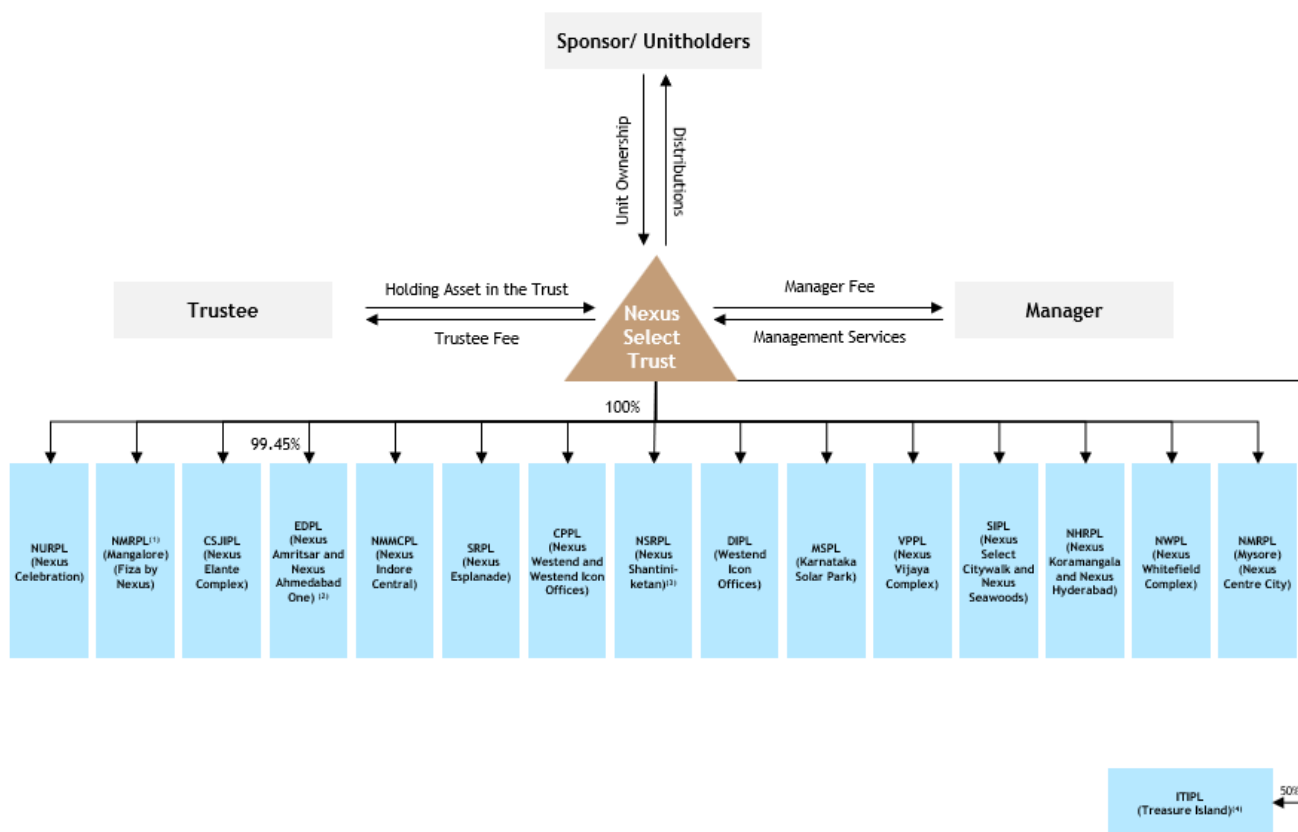 Sponsor/ Unitholders
Unit Ownership
Distributions
Trustee
Holding Asset in the Trust
Trustee Fee
Nexus
Select
Trust
Manager Fee
Management Services
Manager
100%
99.45%
NURPL
(Nexus
Celebration)
NMRPL(1)
(Mangalore)
(Fiza by
Nexus)
CSJIPL
(Nexus
Elante
Complex)
EDPL
(Nexus
Amritsar and
Nexus
Ahmedabad
One) (2)
NMMCPL
(Nexus
Indore
Central)
SRPL
(Nexus
Esplanade)
CPPL
(Nexus
Westend and
Westend Icon
Offices)
NSRPL
(Nexus
Shantini-
ketan)(3)
DIPL
(Westend
Icon
Offices)
MSPL
(Karnataka
Solar Park)
VPPL
(Nexus
Vijaya
Complex)
SIPL
(Nexus
Select
Citywalk and
Nexus
Seawoods)
NHRPL
(Nexus
Koramangala
and Nexus
Hyderabad)
NWPL
(Nexus
Whitefield
Complex)
NMRPL
(Mysore)
(Nexus
Centre City)
ITIPL
(Treasure Island)(4)
50%